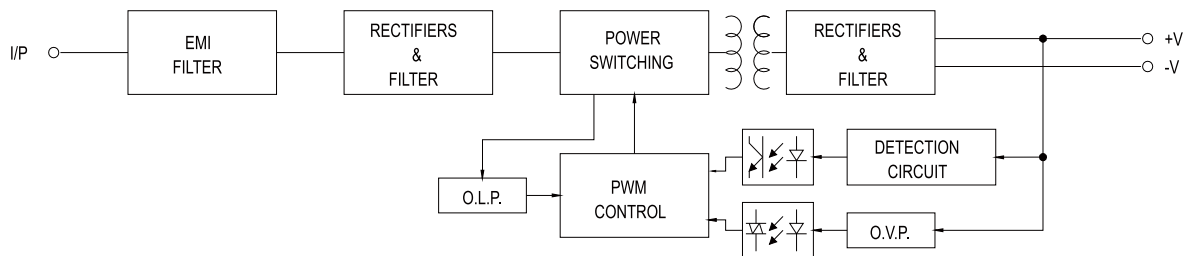 I/P
EMI
FILTER
RECTIFIERS
&
FILTER
POWER
SWITCHING
RECTIFIERS
&
FILTER
+V
-V
O.L.P.
PWM
CONTROL
DETECTION
CIRCUIT
O.V.P.